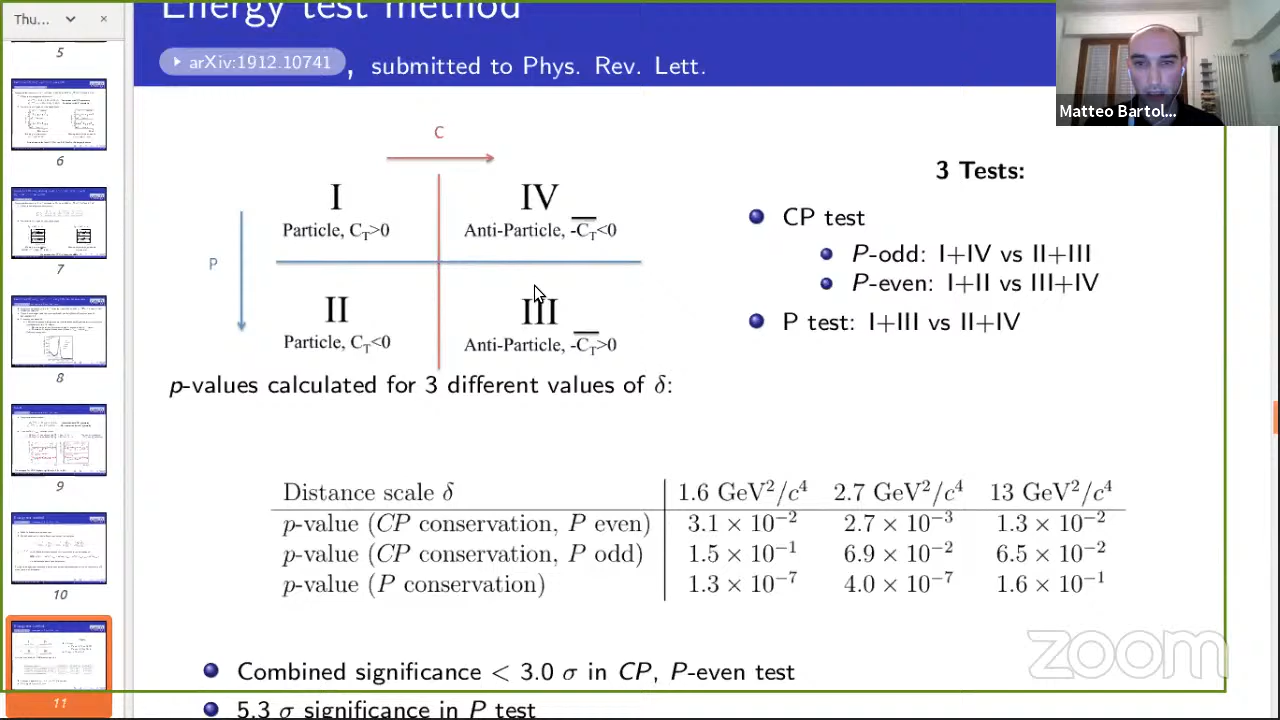 Thu...
5
6
7
8
9
10
11
Energy test method
arXiv:1912.10741, submitted to Phys. Rev. Lett.
Matteo Bartol...
C
P
I
Particle, C_T>0
IV
Anti-Particle, -C̅_T<0
II
Particle, C_T<0
III
Anti-Particle, -C̅_T>0
3 Tests:
CP test
P-odd: I+IV vs II+III
P-even: I+II vs III+IV
P test: I+III vs II+IV
p-values calculated for 3 different values of δ:
Distance scale δ 1.6 GeV²/c⁴ 2.7 GeV²/c⁴ 13 GeV²/c⁴
p-value (CP conservation, P even) 3.1 × 10⁻² 2.7 × 10⁻³ 1.3 × 10⁻²
p-value (CP conservation, P odd) 1.5 × 10⁻¹ 6.9 × 10⁻² 6.5 × 10⁻²
p-value (P conservation) 1.3 × 10⁻⁷ 4.0 × 10⁻⁷ 1.6 × 10⁻¹
Combined significance < 3.0 σ in CP, P-even test
5.3 σ significance in P test
zoom